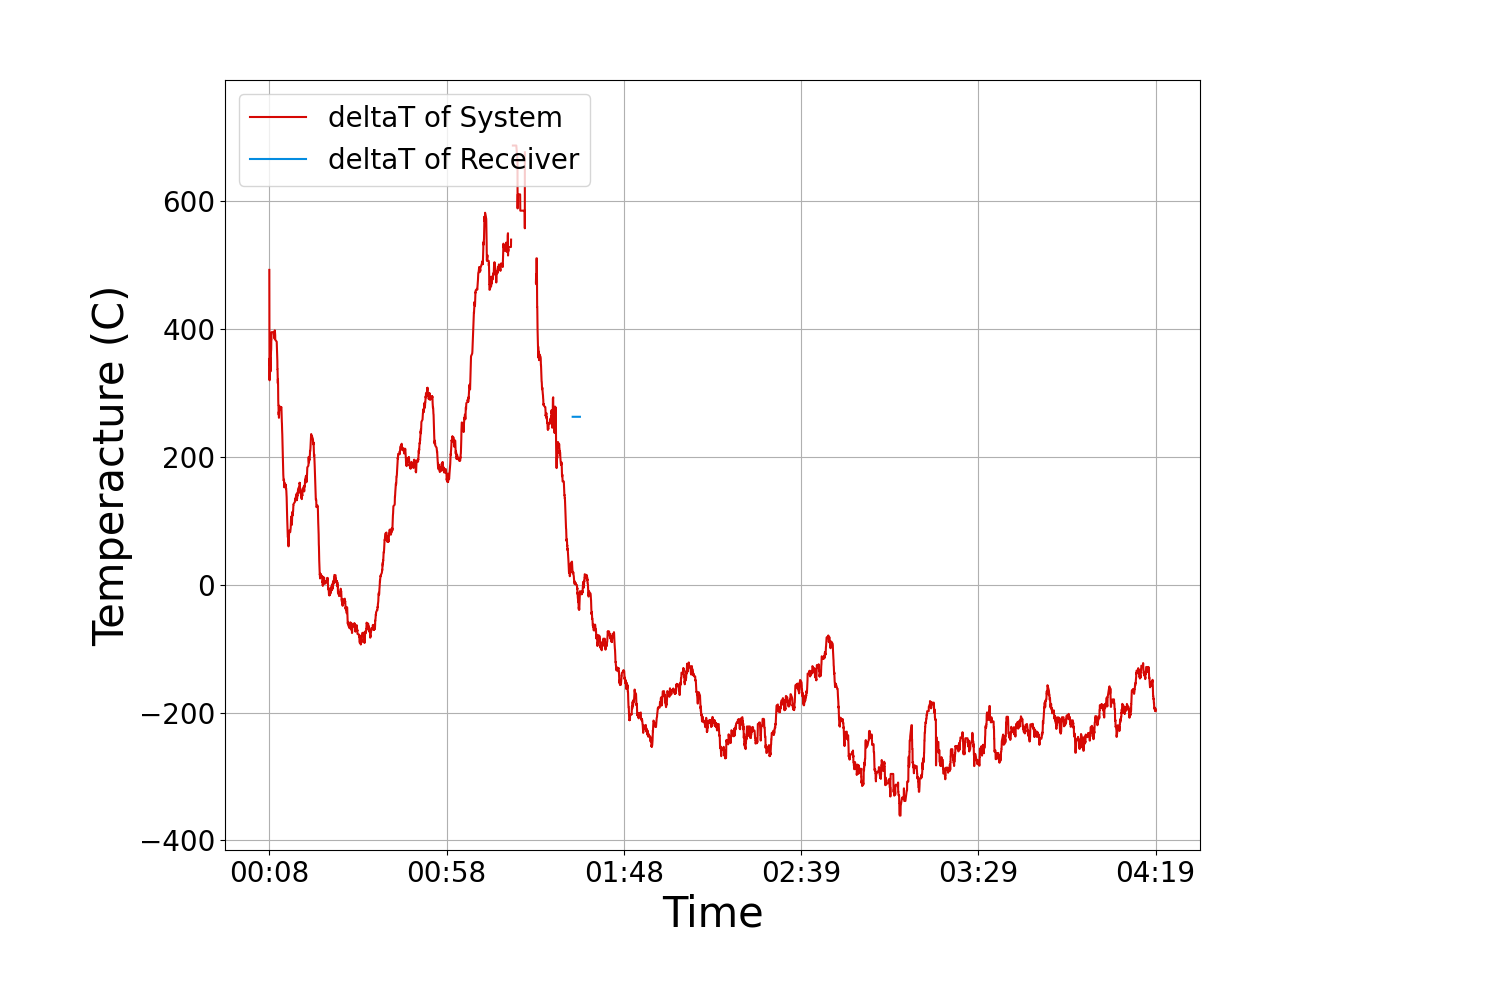 deltaT of System
deltaT of Receiver
Temperacture (C)
600
400
200
0
−200
−400
00:08 00:58 01:48 02:39 03:29 04:19
Time